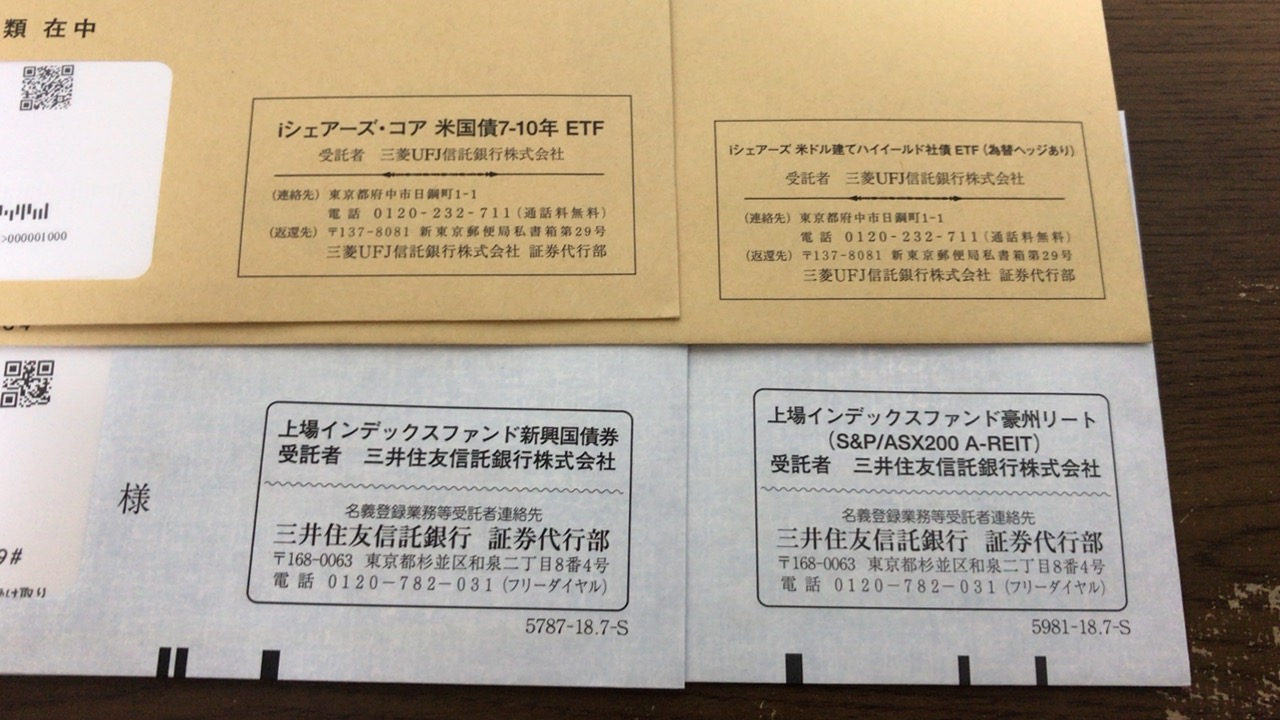 類 在 中
>000001000
iシェアーズ・コア 米国債7-10年 ETF
受託者 三菱UFJ信託銀行株式会社
(連絡先) 東京都府中市日鋼町1-1
電 話 0120-232-711(通話料無料)
(返還先) 〒137-8081 新東京郵便局私書箱第29号
三菱UFJ信託銀行株式会社 証券代行部
iシェアーズ 米ドル建てハイイールド社債 ETF (為替ヘッジあり)
受託者 三菱UFJ信託銀行株式会社
(連絡先) 東京都府中市日鋼町1-1
電 話 0120-232-711(通話料無料)
(返還先) 〒137-8081 新東京郵便局私書箱第29号
三菱UFJ信託銀行株式会社 証券代行部
様
9#
上場インデックスファンド新興国債券
受託者 三井住友信託銀行株式会社
名義登録業務等受託者連絡先
三井住友信託銀行 証券代行部
〒168-0063 東京都杉並区和泉二丁目8番4号
電 話 0120-782-031 (フリーダイヤル)
5787-18.7-S
上場インデックスファンド豪州リート
(S&P/ASX200 A-REIT)
受託者 三井住友信託銀行株式会社
名義登録業務等受託者連絡先
三井住友信託銀行 証券代行部
〒168-0063 東京都杉並区和泉二丁目8番4号
電 話 0120-782-031 (フリーダイヤル)
5981-18.7-S